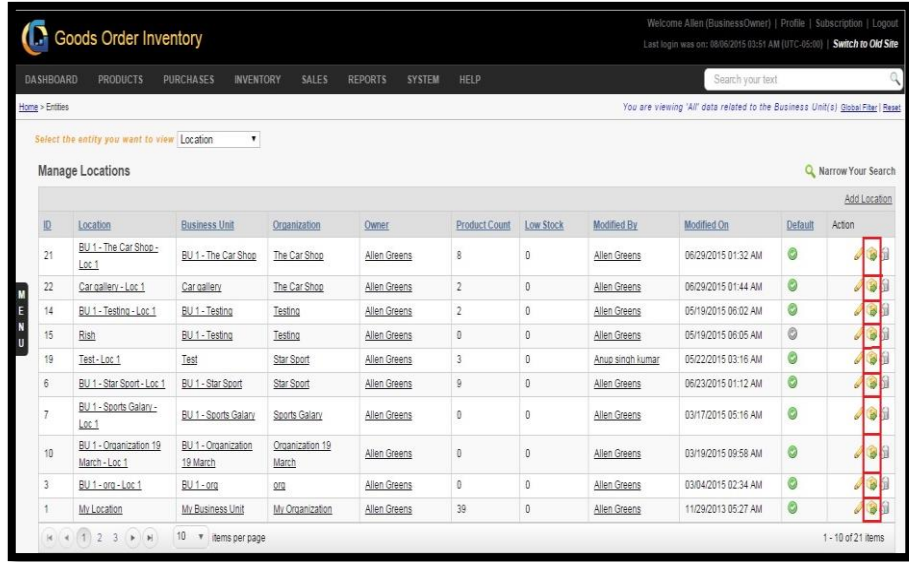 Welcome Allen (BusinessOwner) | Profile | Subscription | Logout
Goods Order Inventory
Last login was on: 08/06/2015 03:51 AM (UTC-05:00) | Switch to Old Site
DASHBOARD PRODUCTS PURCHASES INVENTORY SALES REPORTS SYSTEM HELP Search your text
Home > Entities You are viewing 'All' data related to the Business Unit(s) Global Filter | Reset
Select the entity you want to view Location
Manage Locations Narrow Your Search
Add Location
ID Location Business Unit Organization Owner Product Count Low Stock Modified By Modified On Default Action
21 BU 1 - The Car Shop - Loc 1 BU 1 - The Car Shop The Car Shop Allen Greens 8 0 Allen Greens 06/29/2015 01:32 AM
22 Car gallery - Loc 1 Car gallery The Car Shop Allen Greens 2 0 Allen Greens 06/29/2015 01:44 AM
14 BU 1 - Testing - Loc 1 BU 1 - Testing Testing Allen Greens 2 0 Allen Greens 05/19/2015 06:02 AM
15 Rish BU 1 - Testing Testing Allen Greens 0 0 Allen Greens 05/19/2015 06:05 AM
19 Test - Loc 1 Test Star Sport Allen Greens 3 0 Anup singh kumar 05/22/2015 03:16 AM
6 BU 1 - Star Sport - Loc 1 BU 1 - Star Sport Star Sport Allen Greens 9 0 Allen Greens 06/23/2015 01:12 AM
7 BU 1 - Sports Galary - Loc 1 BU 1 - Sports Galary Sports Galary Allen Greens 0 0 Allen Greens 03/17/2015 05:16 AM
10 BU 1 - Organization 19 March - Loc 1 BU 1 - Organization 19 March Organization 19 March Allen Greens 0 0 Allen Greens 03/19/2015 09:58 AM
3 BU 1 - org - Loc 1 BU 1 - org org Allen Greens 0 0 Allen Greens 03/04/2015 02:34 AM
1 My Location My Business Unit My Organization Allen Greens 39 0 Allen Greens 11/29/2013 05:27 AM
1 2 3 10 items per page 1 - 10 of 21 items
MENU